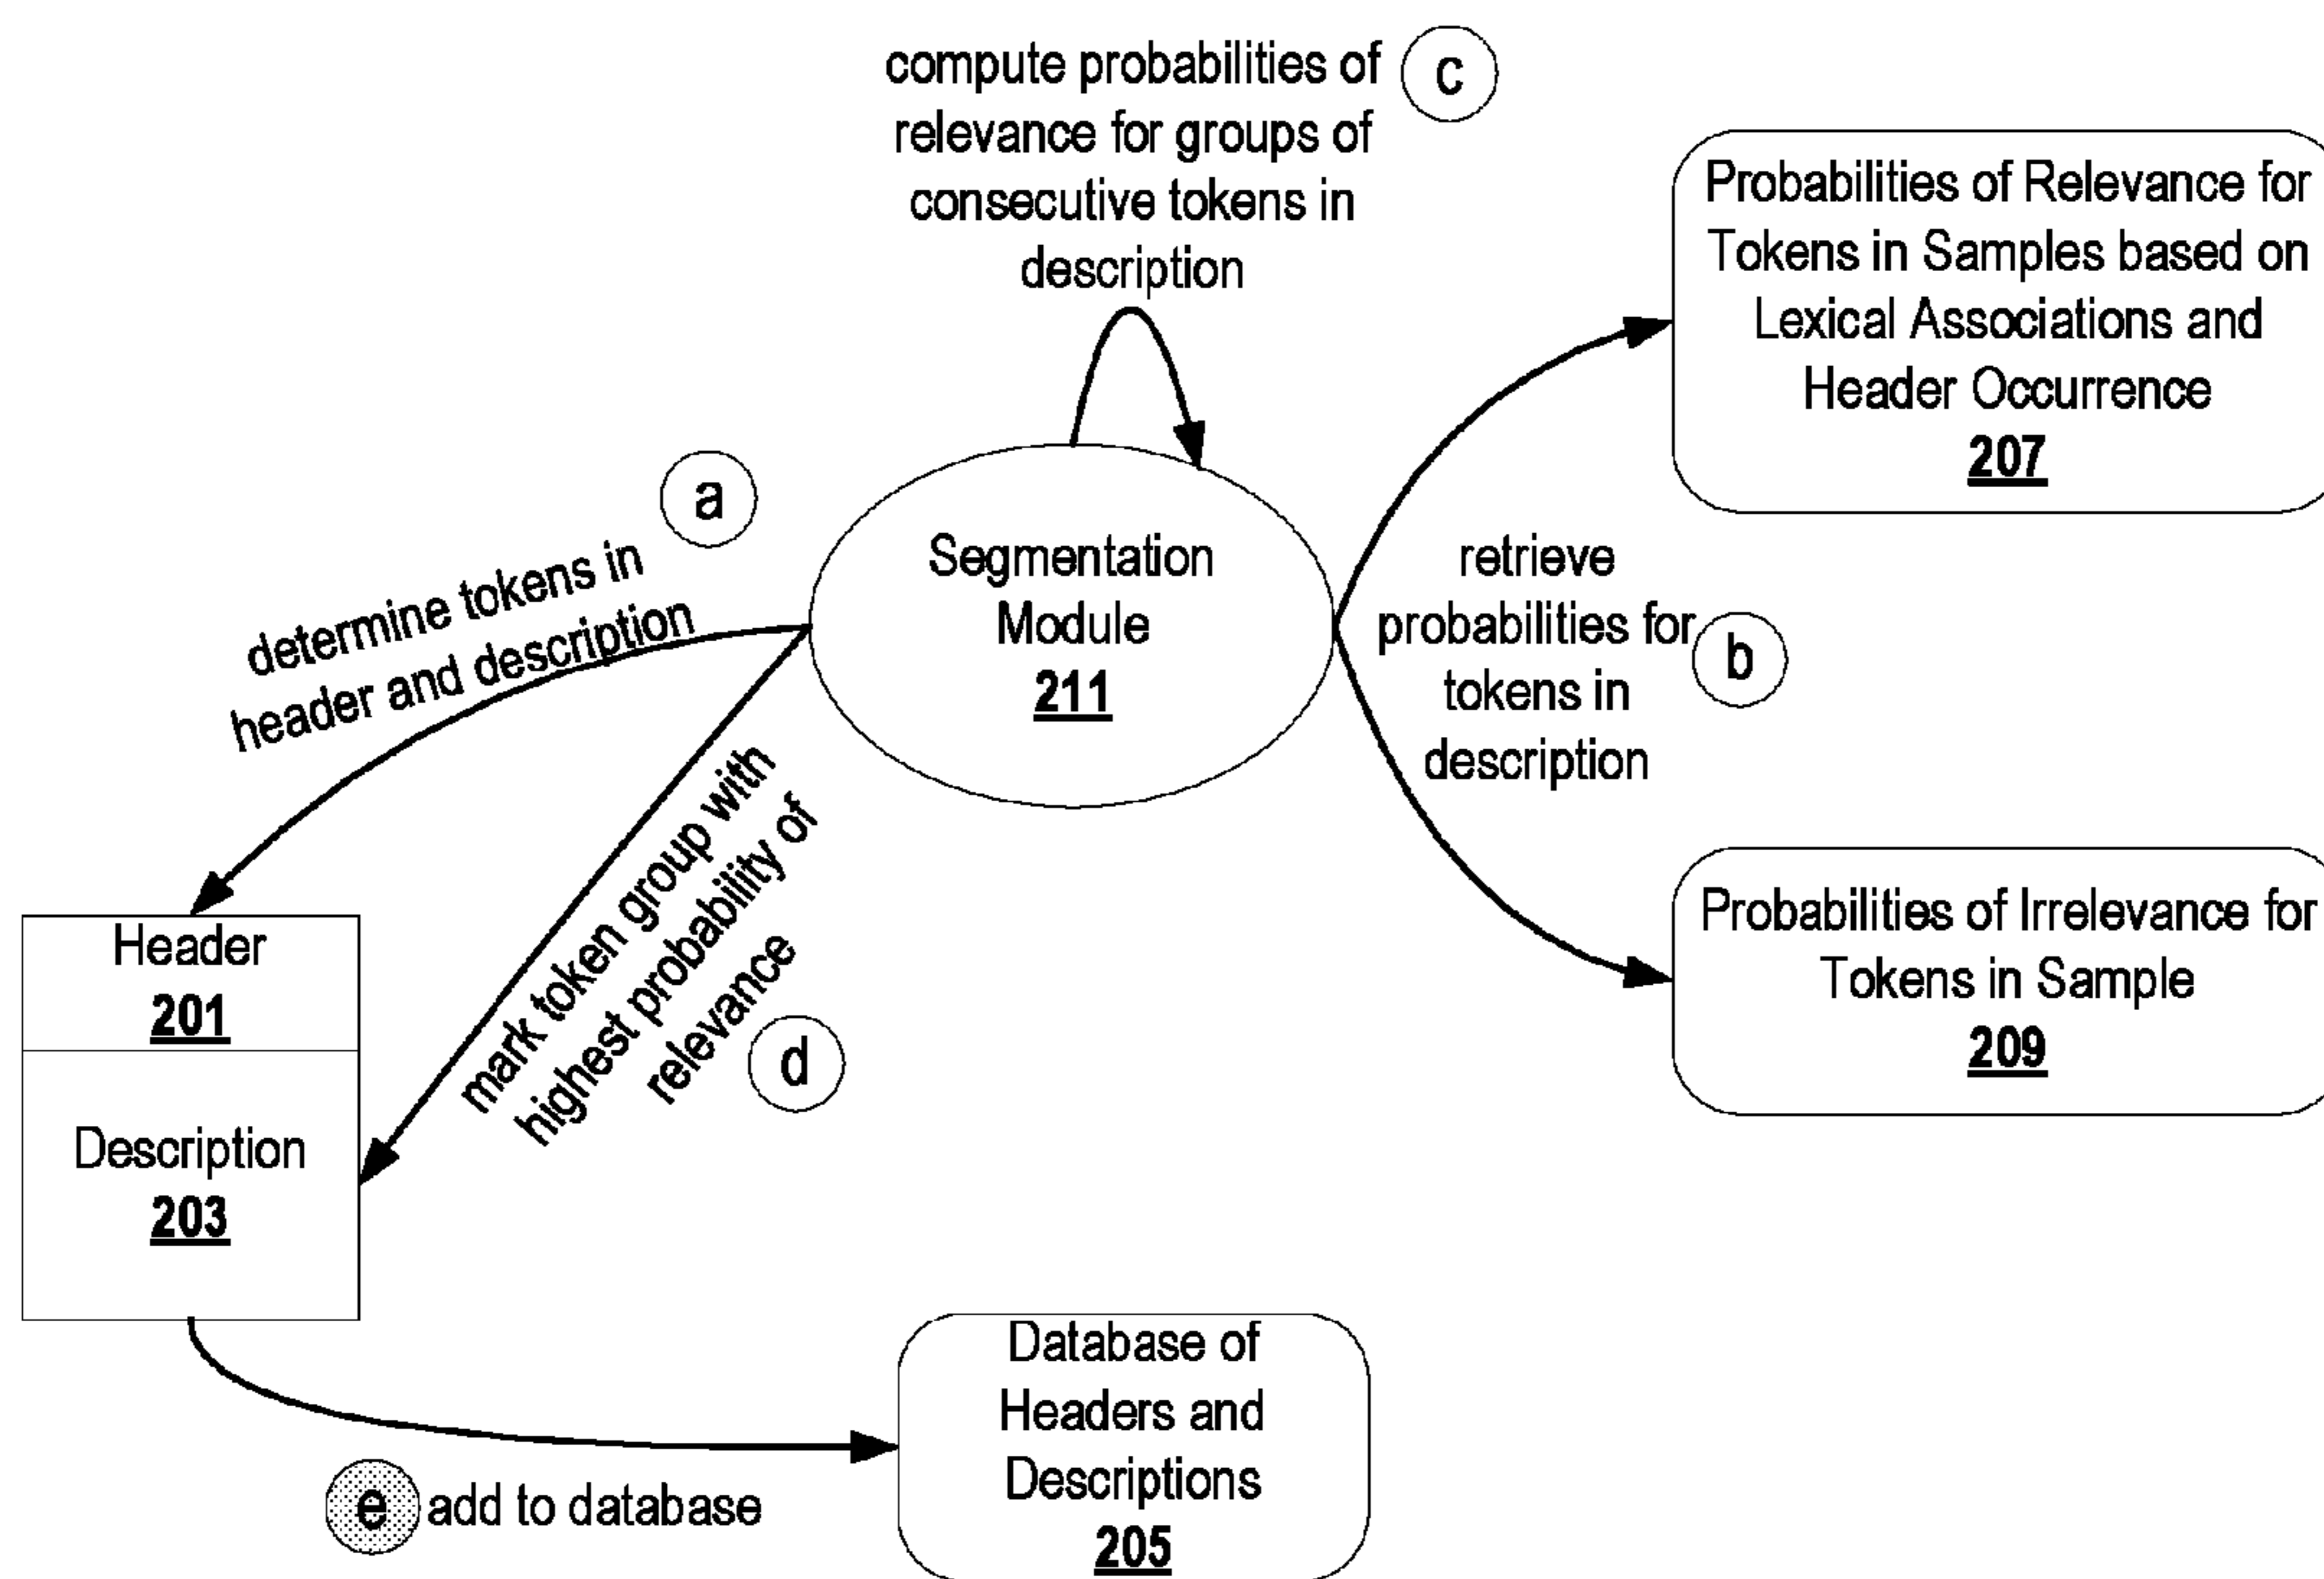 compute probabilities of
relevance for groups of
consecutive tokens in
description
c
Probabilities of Relevance for
Tokens in Samples based on
Lexical Associations and
Header Occurrence
207
a
determine tokens in
header and description
Segmentation
Module
211
retrieve
probabilities for
tokens in
description
b
mark token group with
highest probability of
relevance
d
Probabilities of Irrelevance for
Tokens in Sample
209
Header
201
Description
203
e
add to database
Database of
Headers and
Descriptions
205